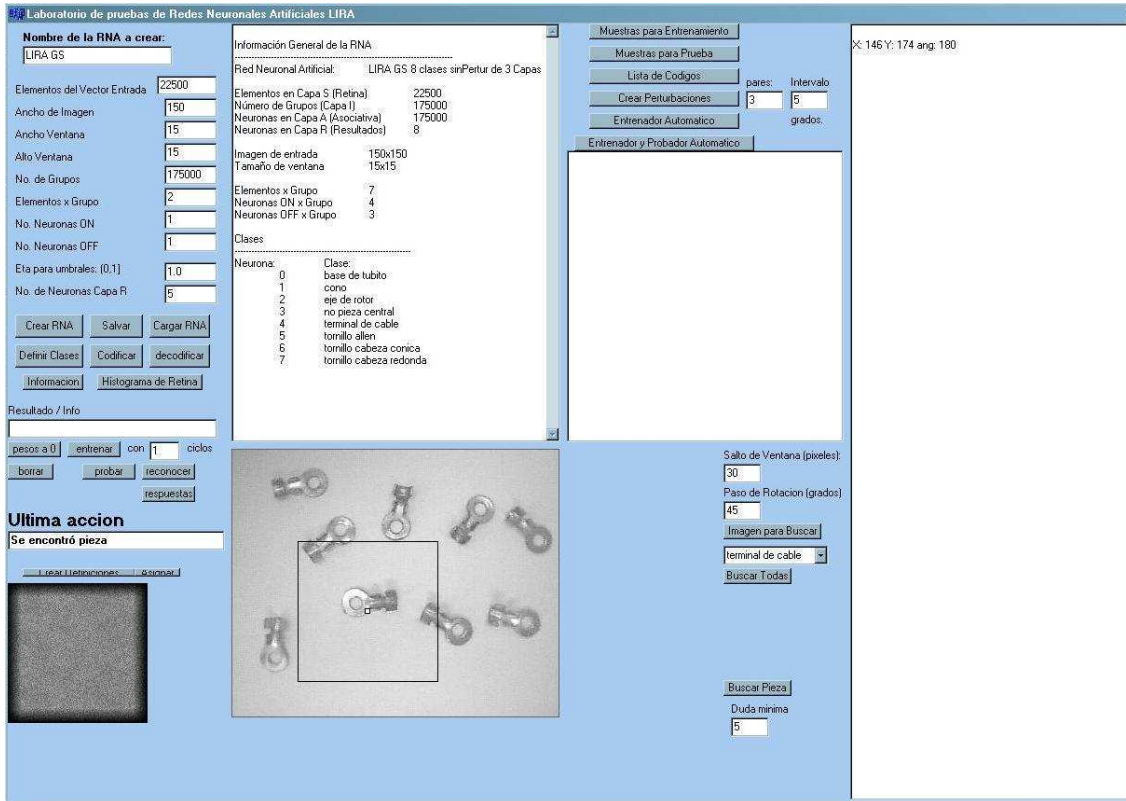 Laboratorio de pruebas de Redes Neuronales Artificiales LIRA
Nombre de la RNA a crear:
LIRA GS
Elementos del Vector Entrada 22500
Ancho de Imagen 150
Ancho Ventana 15
Alto Ventana 15
No. de Grupos 175000
Elementos x Grupo 2
No. Neuronas ON 1
No. Neuronas OFF 1
Eta para umbrales: (0,1] 1.0
No. de Neuronas Capa R 5
Crear RNA Salvar Cargar RNA
Definir Clases Codificar decodificar
Informacion Histograma de Retina
Resultado / Info
pesos a 0 entrenar con 1 ciclos
borrar probar reconocer
respuestas
Ultima accion
Se encontró pieza
Crear Definiciones Asignar
Información General de la RNA
Red Neuronal Artificial: LIRA GS 8 clases sinPertur de 3 Capas
Elementos en Capa S (Retina) 22500
Número de Grupos (Capa I) 175000
Neuronas en Capa A (Asociativa) 175000
Neuronas en Capa R (Resultados) 8
Imagen de entrada 150x150
Tamaño de ventana 15x15
Elementos x Grupo 7
Neuronas ON x Grupo 4
Neuronas OFF x Grupo 3
Clases
Neurona: Clase:
0 base de tubito
1 cono
2 eje de rotor
3 no pieza central
4 terminal de cable
5 tornillo allen
6 tornillo cabeza conica
7 tornillo cabeza redonda
Muestras para Entrenamiento
Muestras para Prueba
Lista de Codigos
Crear Perturbaciones
Entrenador Automatico
pares: Intervalo
3 5
grados.
Entrenador y Probador Automatico
Salto de Ventana (pixeles):
30
Paso de Rotacion (grados)
45
Imagen para Buscar
terminal de cable
Buscar Todas
Buscar Pieza
Duda minima
5
X: 146 Y: 174 ang: 180